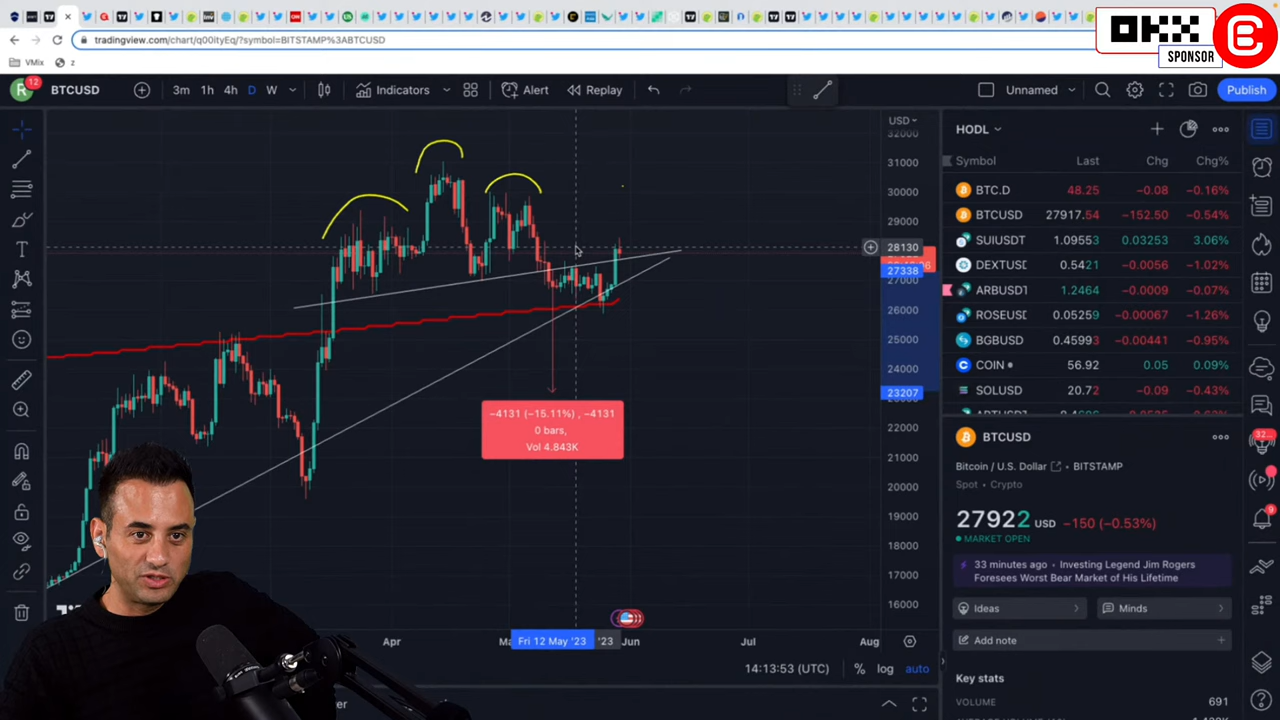 OKX
SPONSOR
tradingview.com/chart/q00ityEq/?symbol=BITSTAMP%3ABTCUSD
VMix
z
R
12
BTCUSD
3m 1h 4h D W
Indicators
Alert
Replay
Unnamed
Publish
USD
32000
31000
30000
29000
28130
27338
27000
26000
25000
24000
23207
22000
21000
20000
19000
18000
17000
16000
−4131 (−15.11%) , −4131
0 bars,
Vol 4.843K
Apr
Fri 12 May '23
'23
Jun
Jul
Aug
14:13:53 (UTC)
%
log
auto
HODL
Symbol Last Chg Chg%
BTC.D 48.25 −0.08 −0.16%
BTCUSD 27917.54 −152.50 −0.54%
SUIUSDT 1.09553 0.03253 3.06%
DEXTUSD 0.5421 −0.0056 −1.02%
ARBUSDT 1.2464 −0.0009 −0.07%
ROSEUSD 0.05259 −0.00067 −1.26%
BGBUSD 0.45993 −0.00441 −0.95%
COIN 56.92 0.05 0.09%
SOLUSD 20.72 −0.09 −0.43%
BTCUSD
Bitcoin / U.S. Dollar BITSTAMP
Spot • Crypto
27922 USD −150 (−0.53%)
MARKET OPEN
33 minutes ago • Investing Legend Jim Rogers
Foresees Worst Bear Market of His Lifetime
Ideas
Minds
Add note
Key stats
VOLUME 691